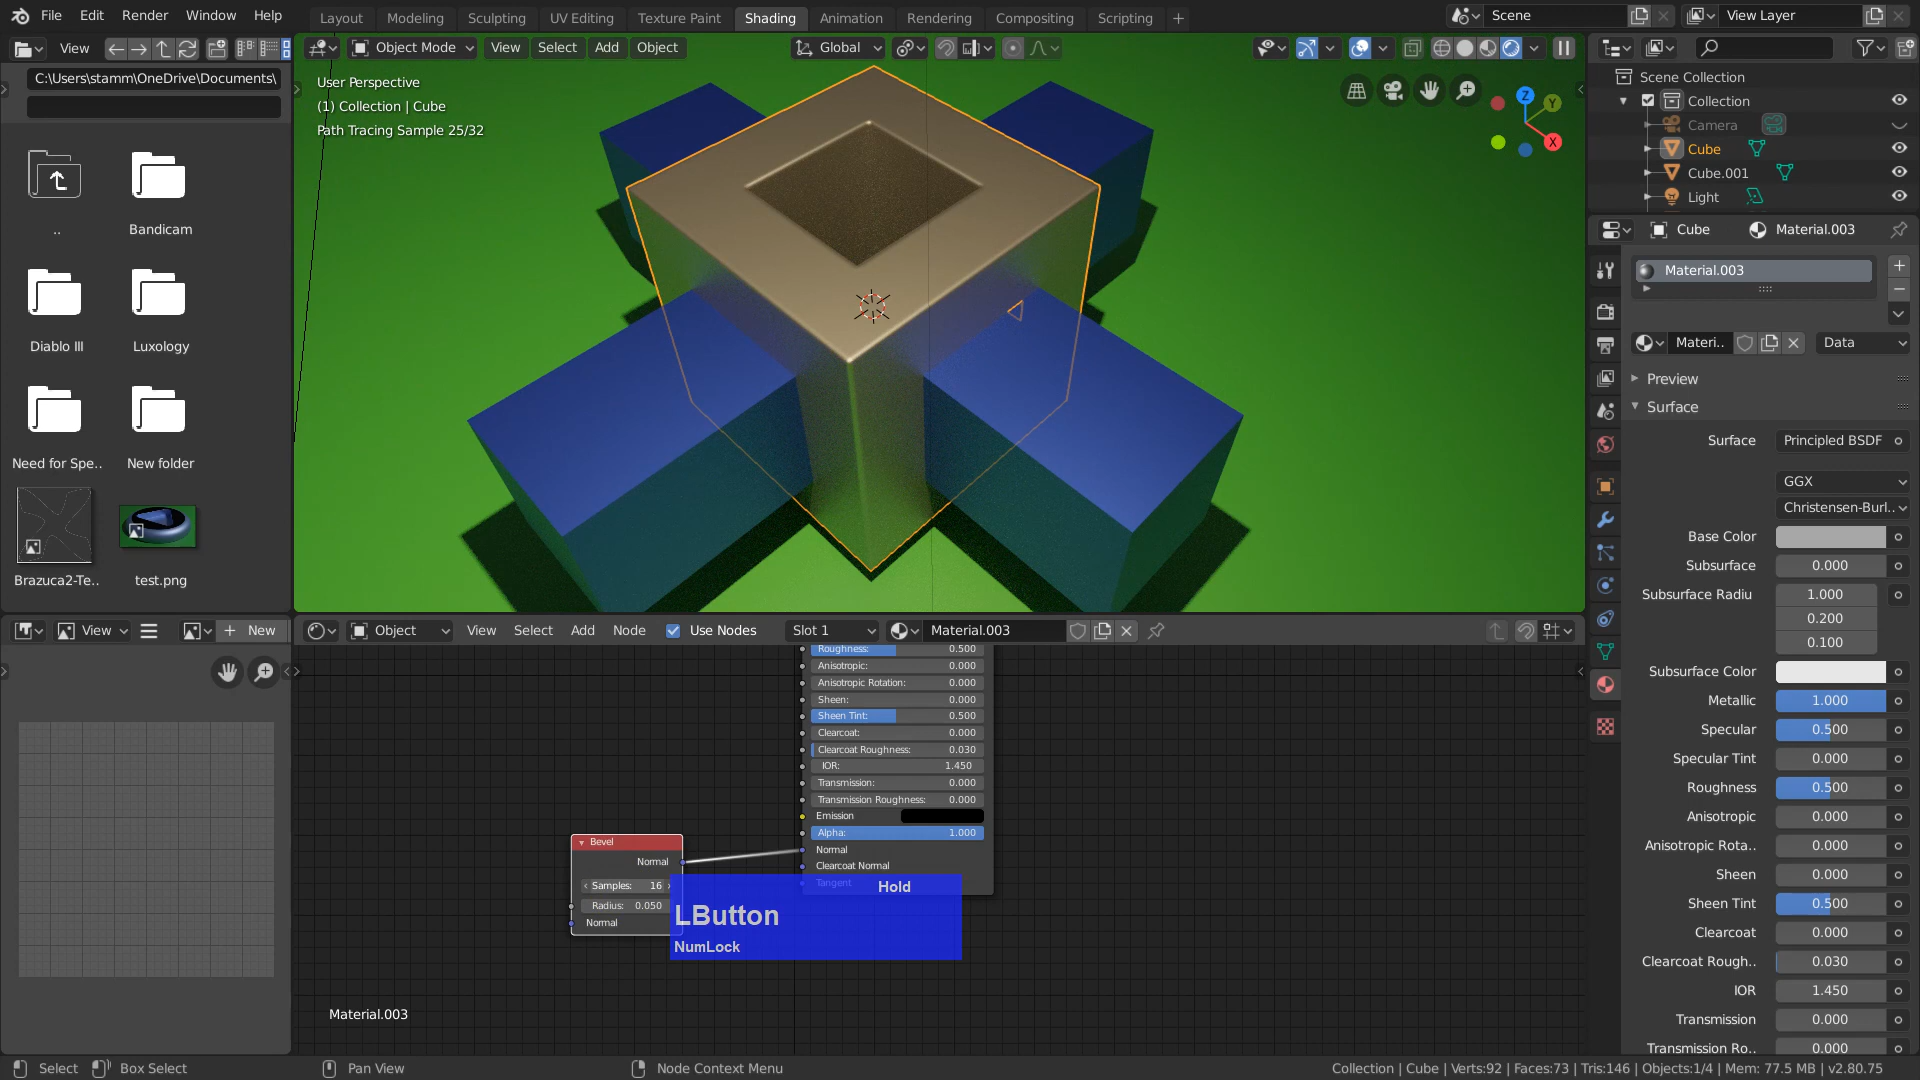 File Edit Render Window Help
Layout Modeling Sculpting UV Editing Texture Paint Shading Animation Rendering Compositing Scripting +
Scene
View Layer
View
Object Mode View Select Add Object Global
C:\Users\stamm\OneDrive\Documents\
User Perspective
(1) Collection | Cube
Path Tracing Sample 25/32
Z
Y
X
Scene Collection
Collection
Camera
Cube
Cube.001
Light
..
Bandicam
Diablo III
Luxology
Need for Spe..
New folder
Brazuca2-Te..
test.png
Cube Material.003
Material.003
Materi..
Data
Preview
Surface
Surface Principled BSDF
GGX
Christensen-Burl..
Base Color
Subsurface 0.000
Subsurface Radiu 1.000
0.200
0.100
Subsurface Color
Metallic 1.000
Specular 0.500
Specular Tint 0.000
Roughness 0.500
Anisotropic 0.000
Anisotropic Rota.. 0.000
Sheen 0.000
Sheen Tint 0.500
Clearcoat 0.000
Clearcoat Rough.. 0.030
IOR 1.450
Transmission 0.000
Transmission Ro.. 0.000
View
+ New
Object View Select Add Node Use Nodes Slot 1 Material.003
Roughness: 0.500
Anisotropic: 0.000
Anisotropic Rotation: 0.000
Sheen: 0.000
Sheen Tint: 0.500
Clearcoat: 0.000
Clearcoat Roughness: 0.030
IOR: 1.450
Transmission: 0.000
Transmission Roughness: 0.000
Emission
Alpha: 1.000
Normal
Clearcoat Normal
Tangent
Bevel
Normal
Samples: 16
Radius: 0.050
Normal
Hold
LButton
NumLock
Material.003
Select Box Select Pan View Node Context Menu
Collection | Cube | Verts:92 | Faces:73 | Tris:146 | Objects:1/4 | Mem: 77.5 MB | v2.80.75